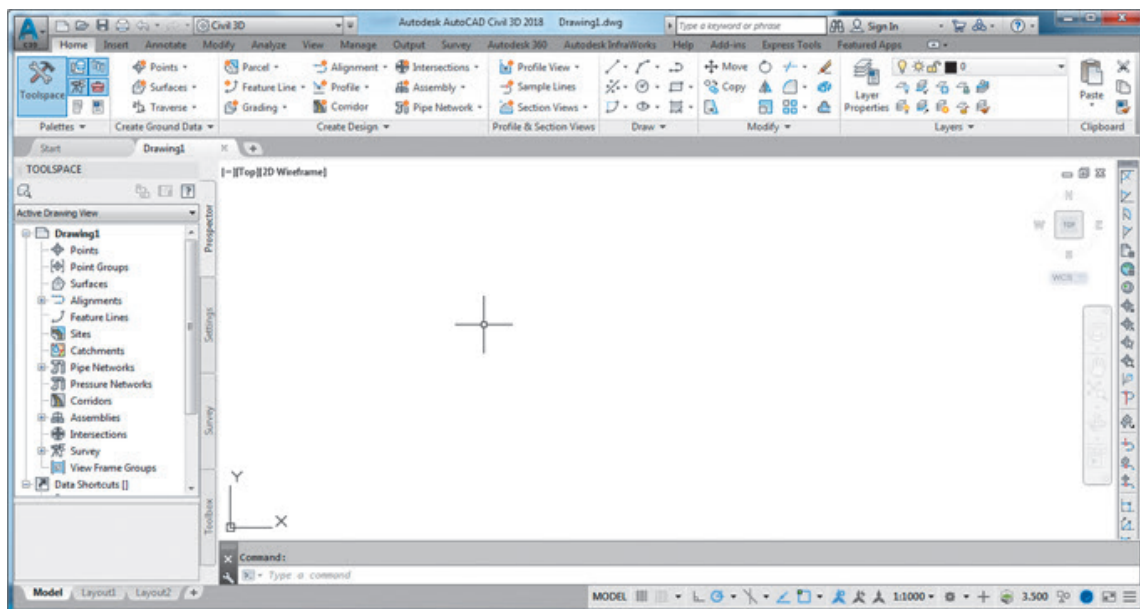 Civil 3D Autodesk AutoCAD Civil 3D 2018 Drawing1.dwg Type a keyword or phrase Sign In
C3D Home Insert Annotate Modify Analyze View Manage Output Survey Autodesk 360 Autodesk InfraWorks Help Add-ins Express Tools Featured Apps
Toolspace
Points
Surfaces
Traverse
Parcel
Feature Line
Grading
Alignment
Profile
Corridor
Intersections
Assembly
Pipe Network
Profile View
Sample Lines
Section Views
Move
Copy
Layer
Properties
0
Paste
Palettes Create Ground Data Create Design Profile & Section Views Draw Modify Layers Clipboard
Start Drawing1
TOOLSPACE
Active Drawing View
Drawing1
Points
Point Groups
Surfaces
Alignments
Feature Lines
Sites
Catchments
Pipe Networks
Pressure Networks
Corridors
Assemblies
Intersections
Survey
View Frame Groups
Data Shortcuts []
Prospector
Settings
Survey
Toolbox
[-][Top][2D Wireframe]
N
W TOP E
S
WCS
Y
X
Command:
Type a command
Model Layout1 Layout2 +
MODEL 1:1000 3.500